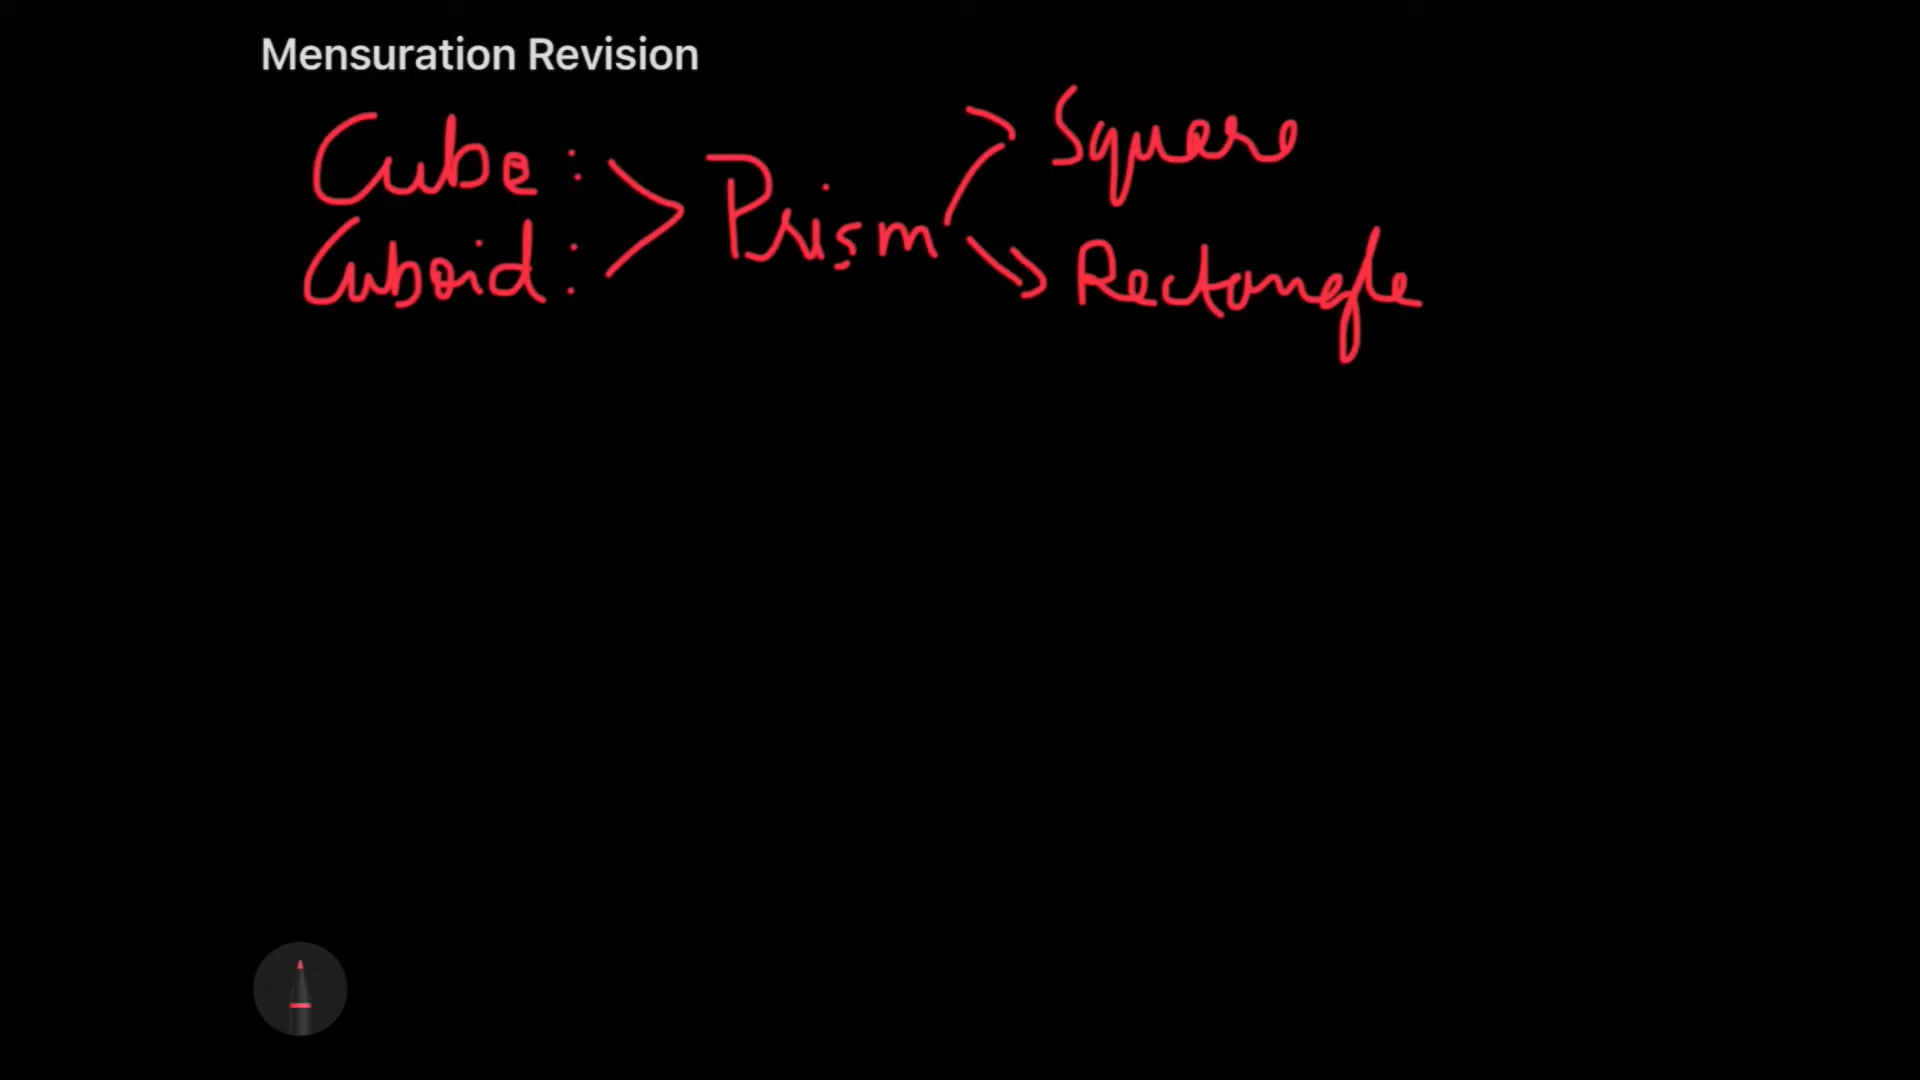 Mensuration Revision
Cube : > Prism → Square
Cuboid : → Rectangle